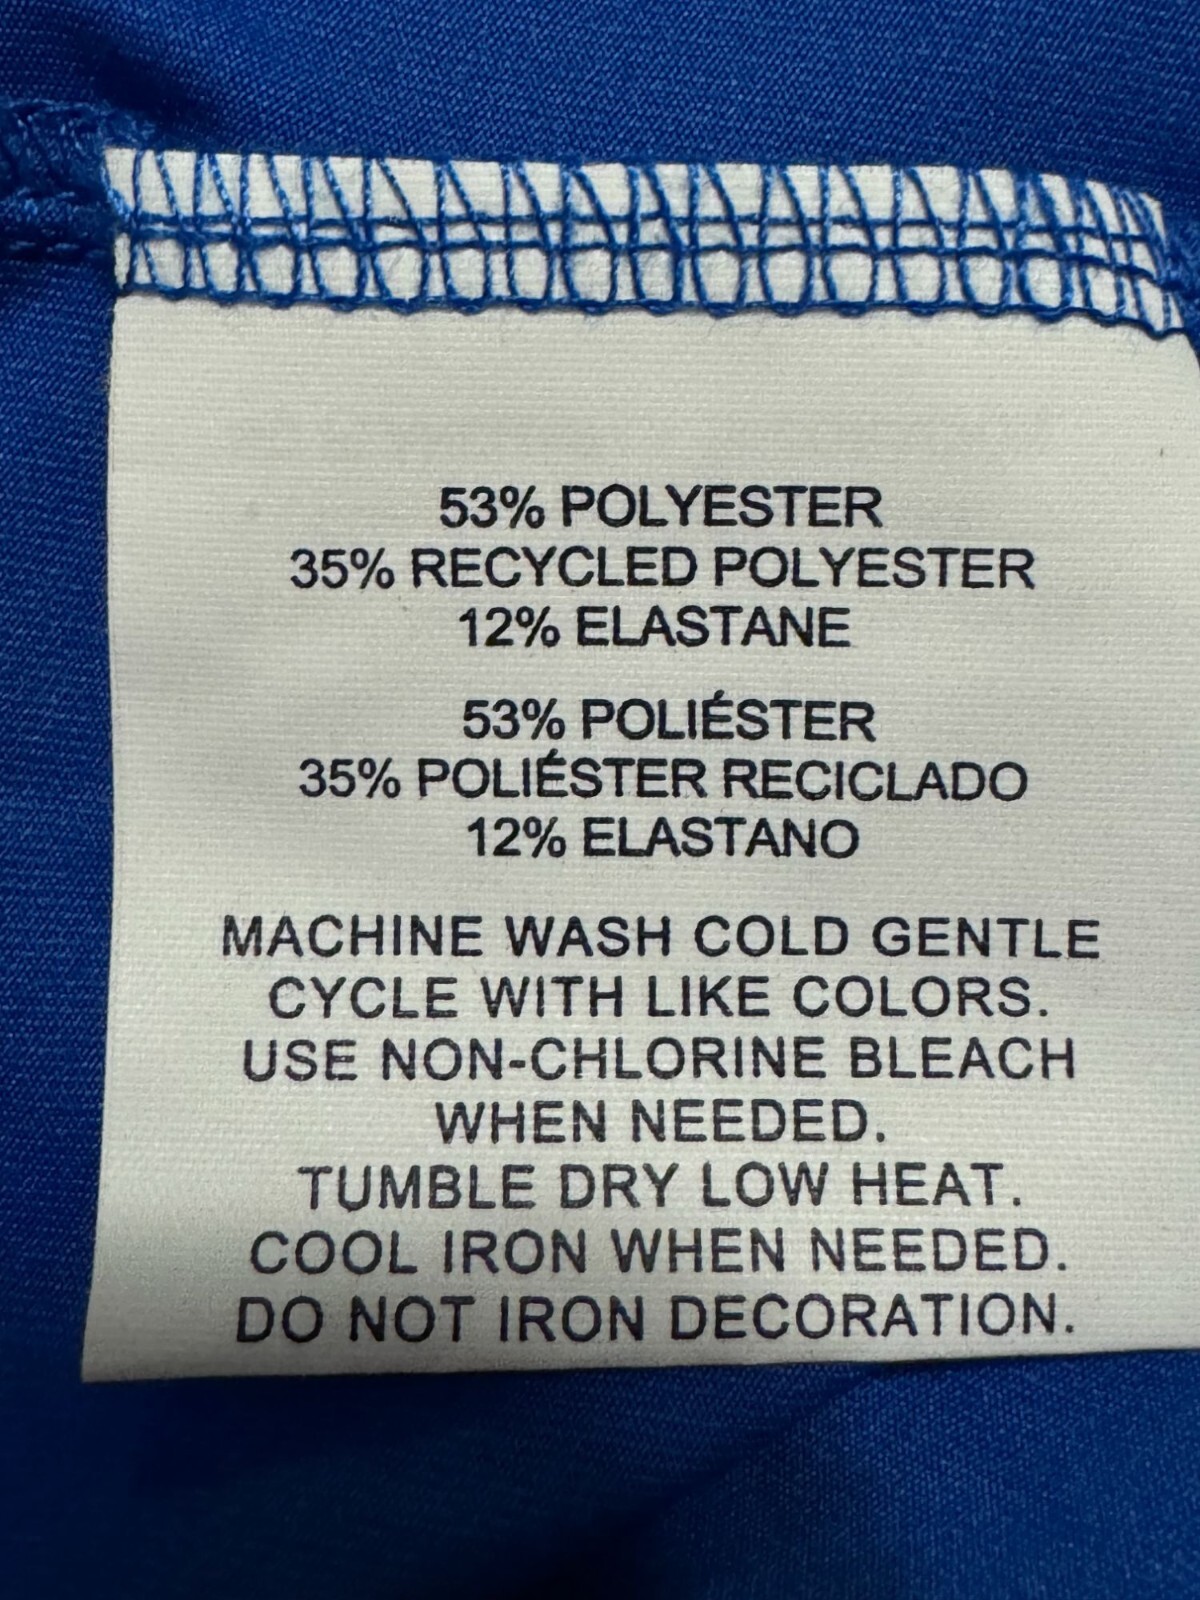 53% POLYESTER
35% RECYCLED POLYESTER
12% ELASTANE
53% POLIÉSTER
35% POLIÉSTER RECICLADO
12% ELASTANO
MACHINE WASH COLD GENTLE
CYCLE WITH LIKE COLORS.
USE NON-CHLORINE BLEACH
WHEN NEEDED.
TUMBLE DRY LOW HEAT.
COOL IRON WHEN NEEDED.
DO NOT IRON DECORATION.